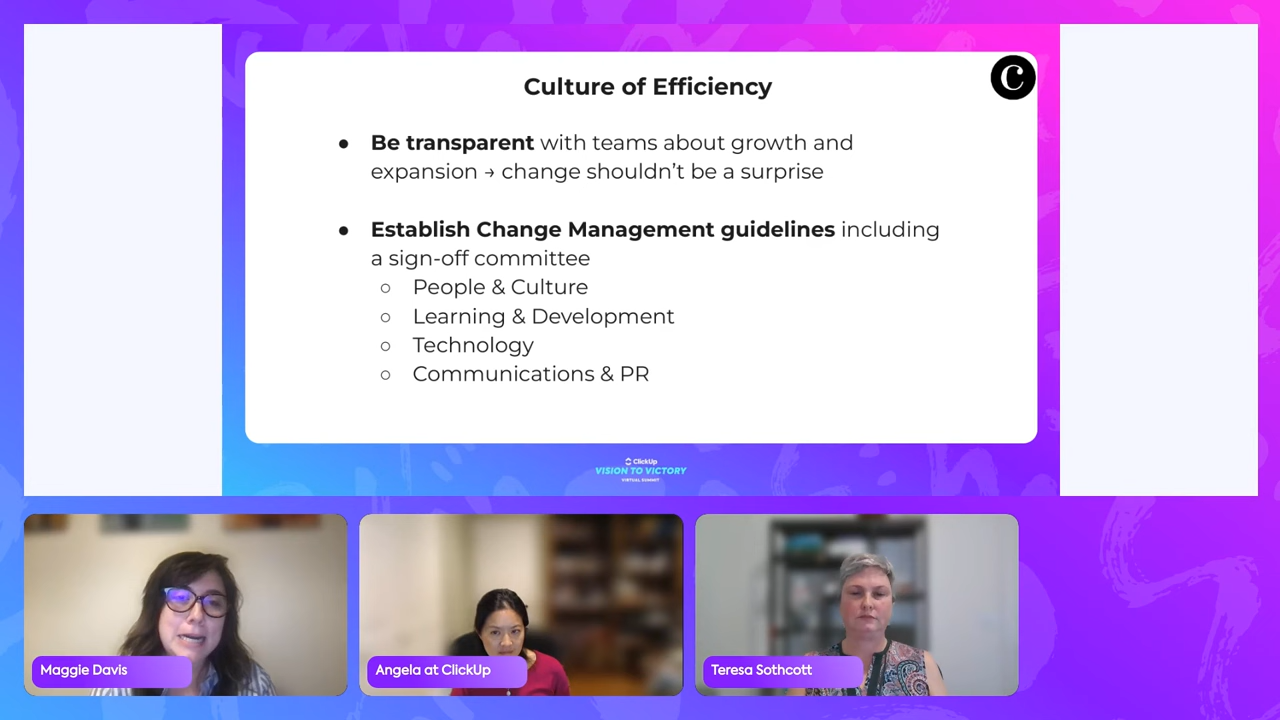 Culture of Efficiency
C
● Be transparent with teams about growth and
expansion → change shouldn’t be a surprise
● Establish Change Management guidelines including
a sign-off committee
○ People & Culture
○ Learning & Development
○ Technology
○ Communications & PR
ClickUp
VISION TO VICTORY
VIRTUAL SUMMIT
Maggie Davis
Angela at ClickUp
Teresa Sothcott